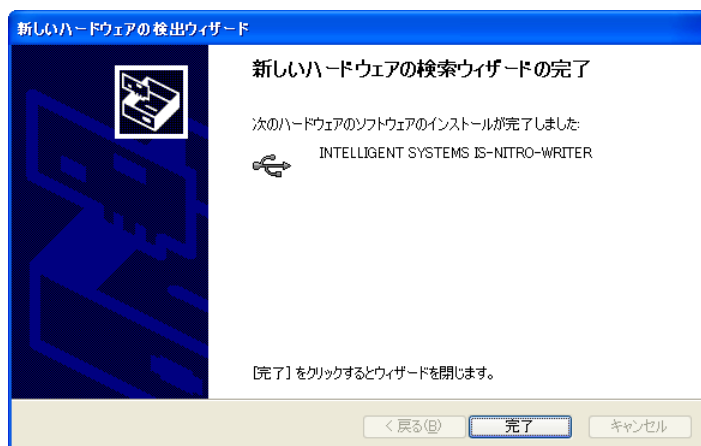 新しいハードウェアの検出ウィザード
新しいハードウェアの検索ウィザードの完了
次のハードウェアのソフトウェアのインストールが完了しました:
INTELLIGENT SYSTEMS IS-NITRO-WRITER
[完了] をクリックするとウィザードを閉じます。
< 戻る(B)
完了
キャンセル